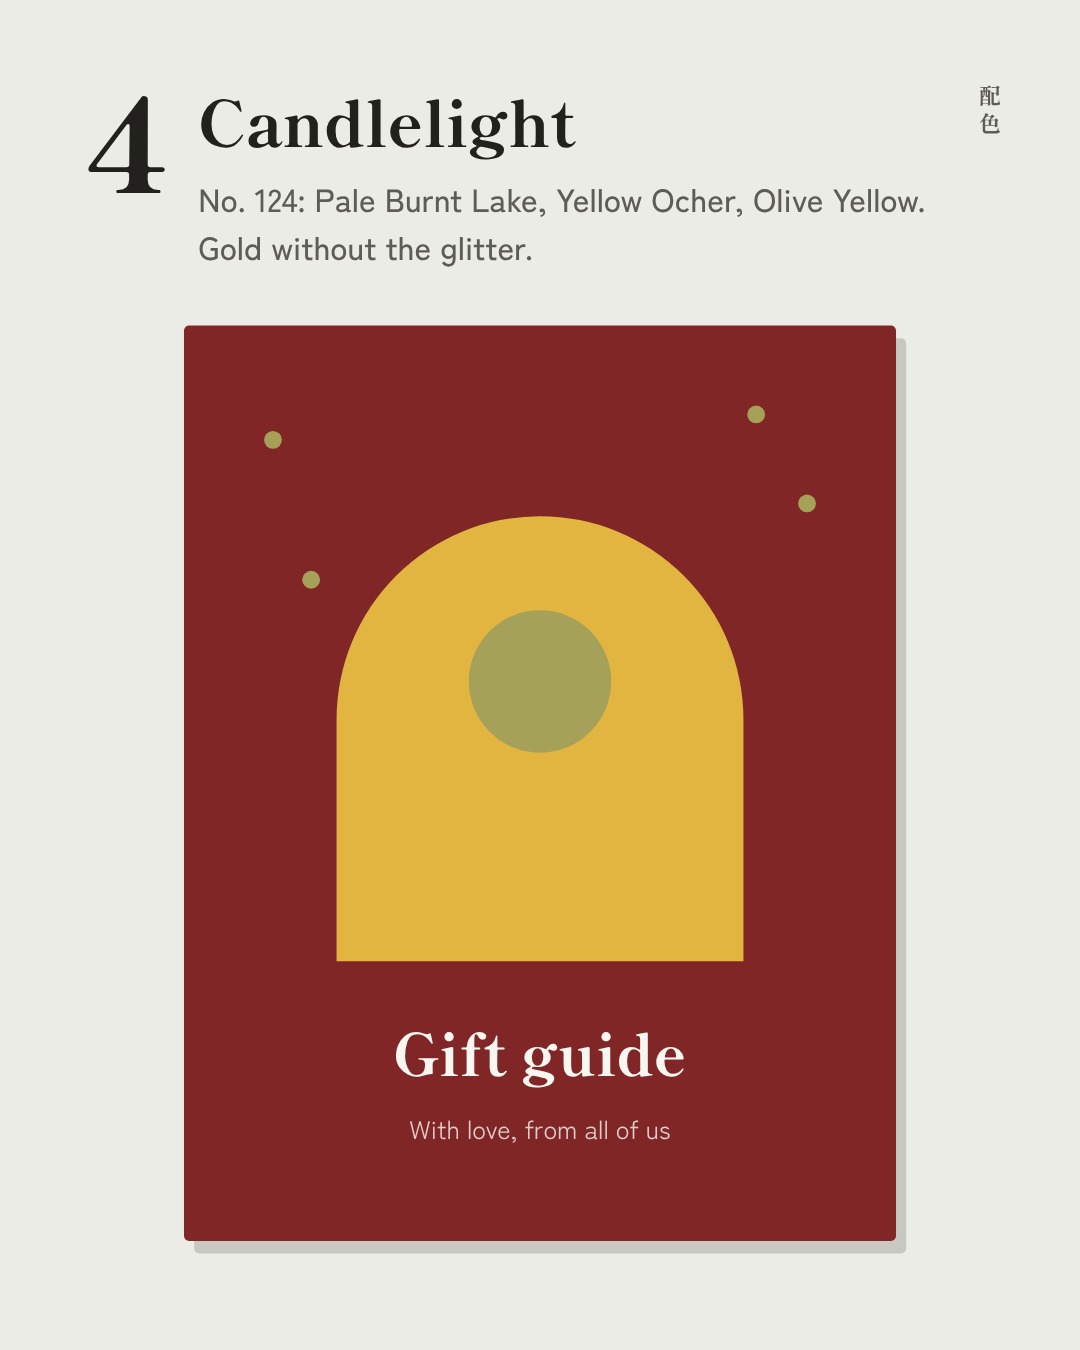 4
Candlelight
No. 124: Pale Burnt Lake, Yellow Ocher, Olive Yellow.
Gold without the glitter.
配色
Gift guide
With love, from all of us